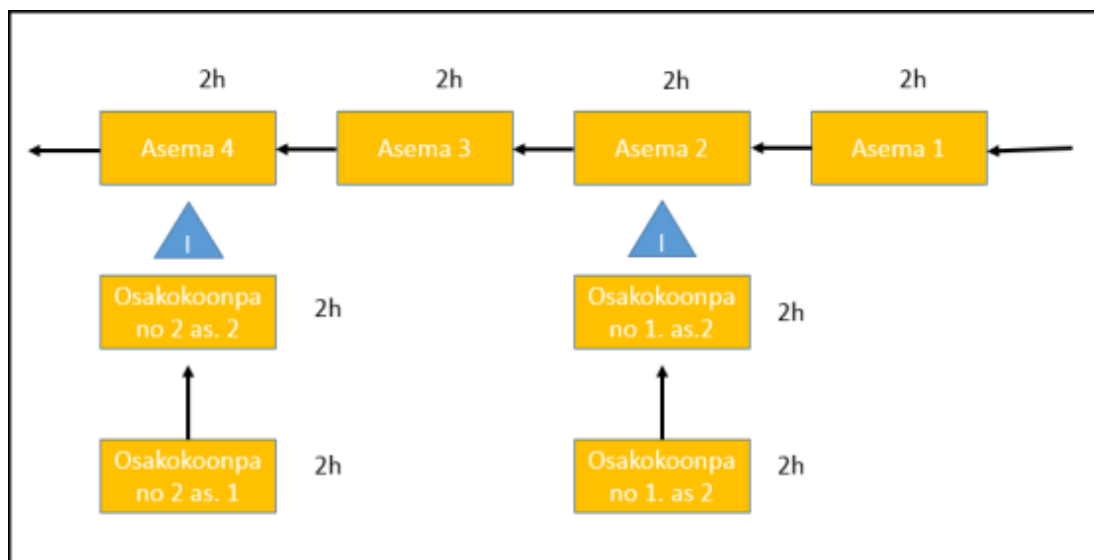 2h
2h
2h
2h
Asema 4
Asema 3
Asema 2
Asema 1
I
I
Osakokoonpa
no 2 as. 2
2h
Osakokoonpa
no 1. as.2
2h
Osakokoonpa
no 2 as. 1
2h
Osakokoonpa
no 1. as 2
2h